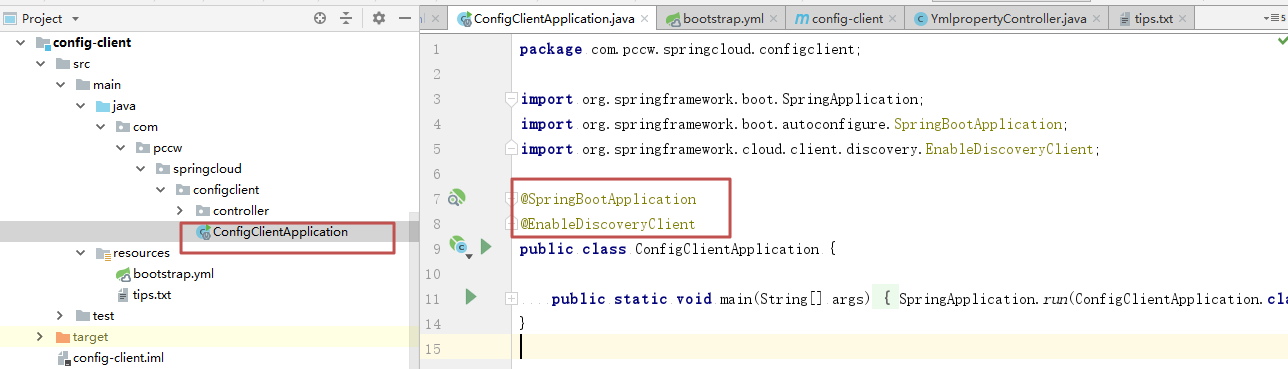 Project
ml
ConfigClientApplication.java
bootstrap.yml
config-client
YmlpropertyController.java
tips.txt
5
config-client
src
main
java
com
pccw
springcloud
configclient
controller
ConfigClientApplication
resources
bootstrap.yml
tips.txt
test
target
config-client.iml
1 package com.pccw.springcloud.configclient;
2
3 import org.springframework.boot.SpringApplication;
4 import org.springframework.boot.autoconfigure.SpringBootApplication;
5 import org.springframework.cloud.client.discovery.EnableDiscoveryClient;
6
7 @SpringBootApplication
8 @EnableDiscoveryClient
9 public class ConfigClientApplication {
10
11 public static void main(String[] args) { SpringApplication.run(ConfigClientApplication.cla
14 }
15